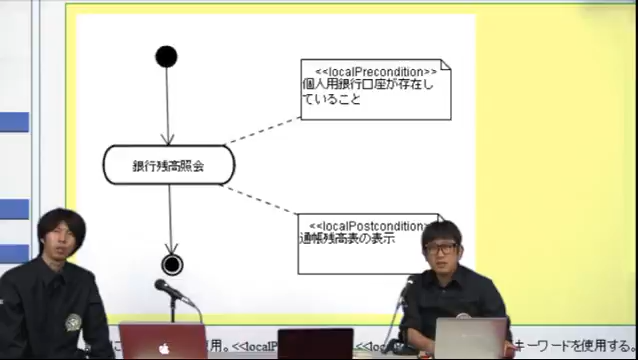 <<localPrecondition>>
個人用銀行口座が存在し
ていること
銀行残高照会
<<localPostcondition>>
通帳残高表の表示
用。<<localP
<<loc
キーワードを使用する。